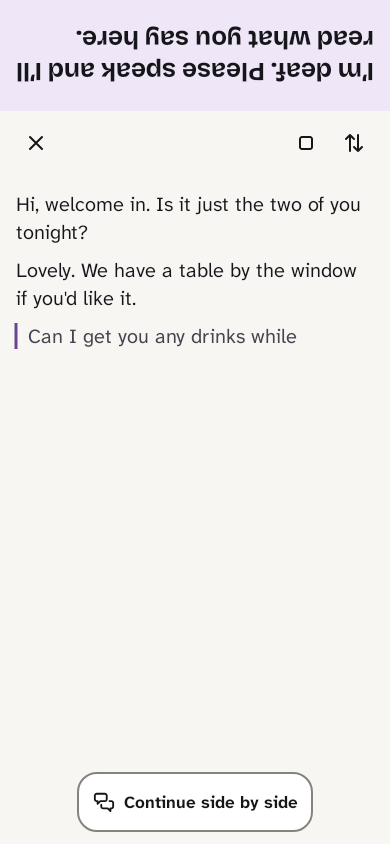 I'm deaf. Please speak and I'll
read what you say here.
Hi, welcome in. Is it just the two of you
tonight?
Lovely. We have a table by the window
if you'd like it.
Can I get you any drinks while
Continue side by side